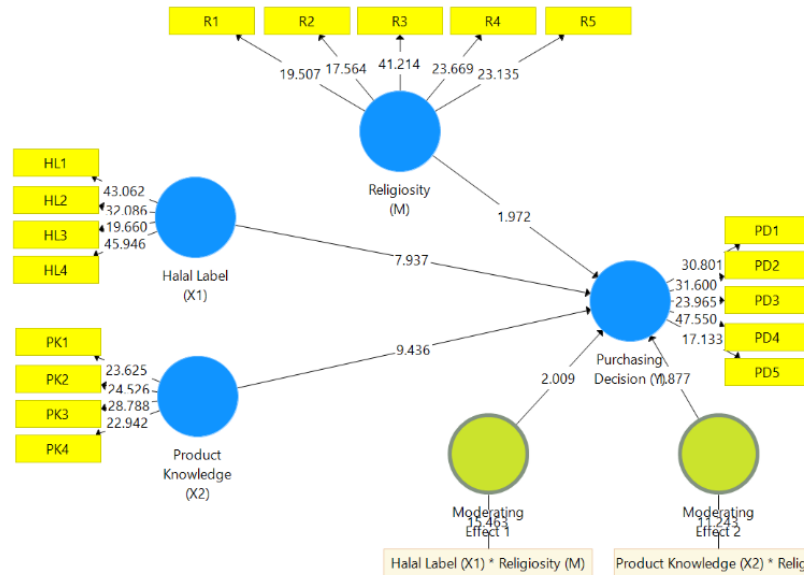 R1
R2
R3
R4
R5
19.507
17.564
41.214
23.669
23.135
Religiosity
(M)
HL1
HL2
HL3
HL4
43.062
32.086
19.660
45.946
Halal Label
(X1)
1.972
7.937
PD1
PD2
PD3
PD4
PD5
30.801
31.600
23.965
47.550
17.133
Purchasing
Decision (Y)
PK1
PK2
PK3
PK4
23.625
24.526
28.788
22.942
Product
Knowledge
(X2)
9.436
2.009
.877
Moderating
Effect 1
15.463
Moderating
Effect 2
11.243
Halal Label (X1) * Religiosity (M)
Product Knowledge (X2) * Relig